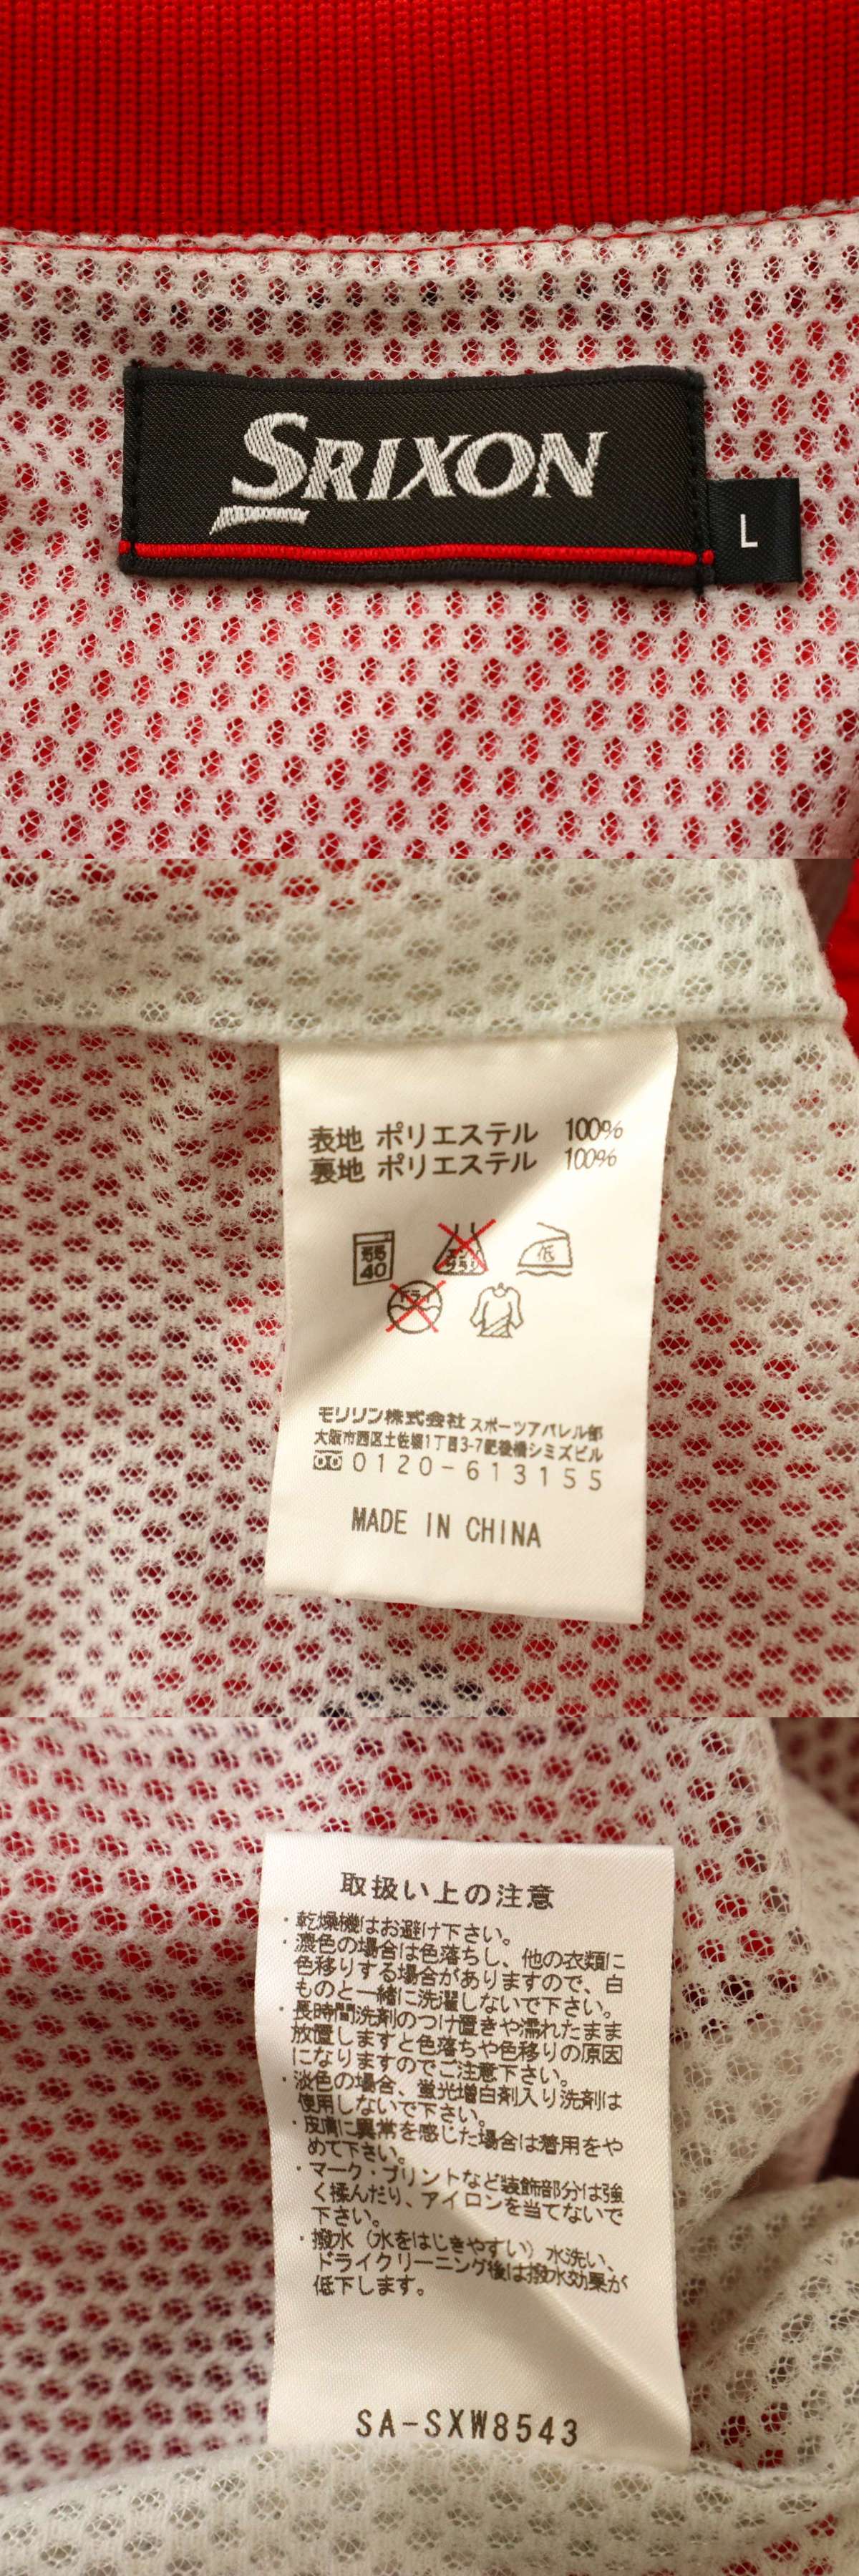 SRIXON
L
表地 ポリエステル 100%
裏地 ポリエステル 100%
40
エンソ
サラシ
低
ドライ
モリリン株式会社 スポーツアパレル部
大阪市西区土佐堀1丁目3-7肥後橋シミズビル
0120-613155
MADE IN CHINA
取扱い上の注意
・乾燥機はお避け下さい。
・濃色の場合は色落ちし、他の衣類に
色移りする場合がありますので、白
ものと一緒に洗濯しないで下さい。
・長時間洗剤のつけ置きや濡れたまま
放置しますと色落ちや色移りの原因
になりますのでご注意下さい。
・淡色の場合、蛍光増白剤入り洗剤は
使用しないで下さい。
・皮膚に異常を感じた場合は着用をや
めて下さい。
・マーク・プリントなど装飾部分は強
く揉んだり、アイロンを当てないで
下さい。
・撥水（水をはじきやすい）水洗い、
ドライクリーニング後は撥水効果が
低下します。
SA-SXW8543